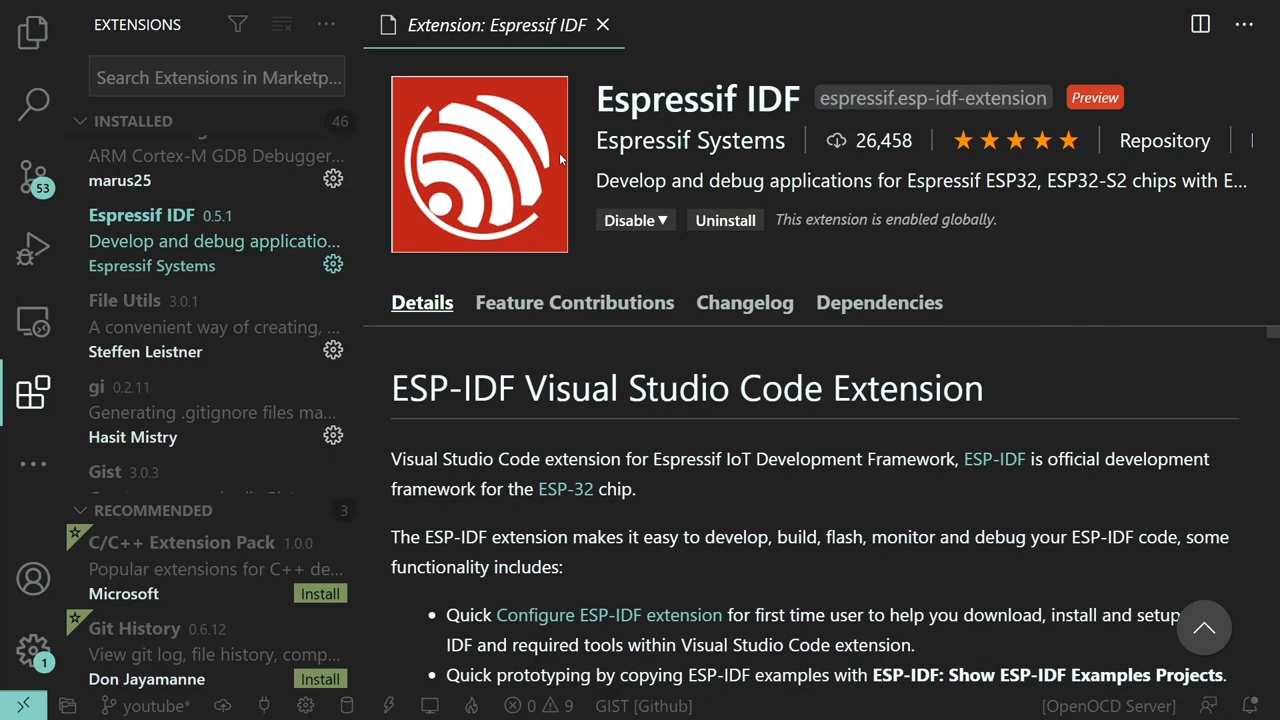 EXTENSIONS
Search Extensions in Marketp...
INSTALLED 46
ARM Cortex-M GDB Debugger...
marus25
Espressif IDF 0.5.1
Develop and debug applicatio...
Espressif Systems
File Utils 3.0.1
A convenient way of creating, ...
Steffen Leistner
gi 0.2.11
Generating .gitignore files ma...
Hasit Mistry
Gist 3.0.3
RECOMMENDED 3
C/C++ Extension Pack 1.0.0
Popular extensions for C++ de...
Microsoft Install
Git History 0.6.12
View git log, file history, comp...
Don Jayamanne Install
53
1
Extension: Espressif IDF
Espressif IDF espressif.esp-idf-extension Preview
Espressif Systems 26,458 Repository
Develop and debug applications for Espressif ESP32, ESP32-S2 chips with E...
Disable Uninstall This extension is enabled globally.
Details Feature Contributions Changelog Dependencies
ESP-IDF Visual Studio Code Extension
Visual Studio Code extension for Espressif IoT Development Framework, ESP-IDF is official development
framework for the ESP-32 chip.
The ESP-IDF extension makes it easy to develop, build, flash, monitor and debug your ESP-IDF code, some
functionality includes:
• Quick Configure ESP-IDF extension for first time user to help you download, install and setup
IDF and required tools within Visual Studio Code extension.
• Quick prototyping by copying ESP-IDF examples with ESP-IDF: Show ESP-IDF Examples Projects.
youtube* 0 9 GIST [Github] [OpenOCD Server]